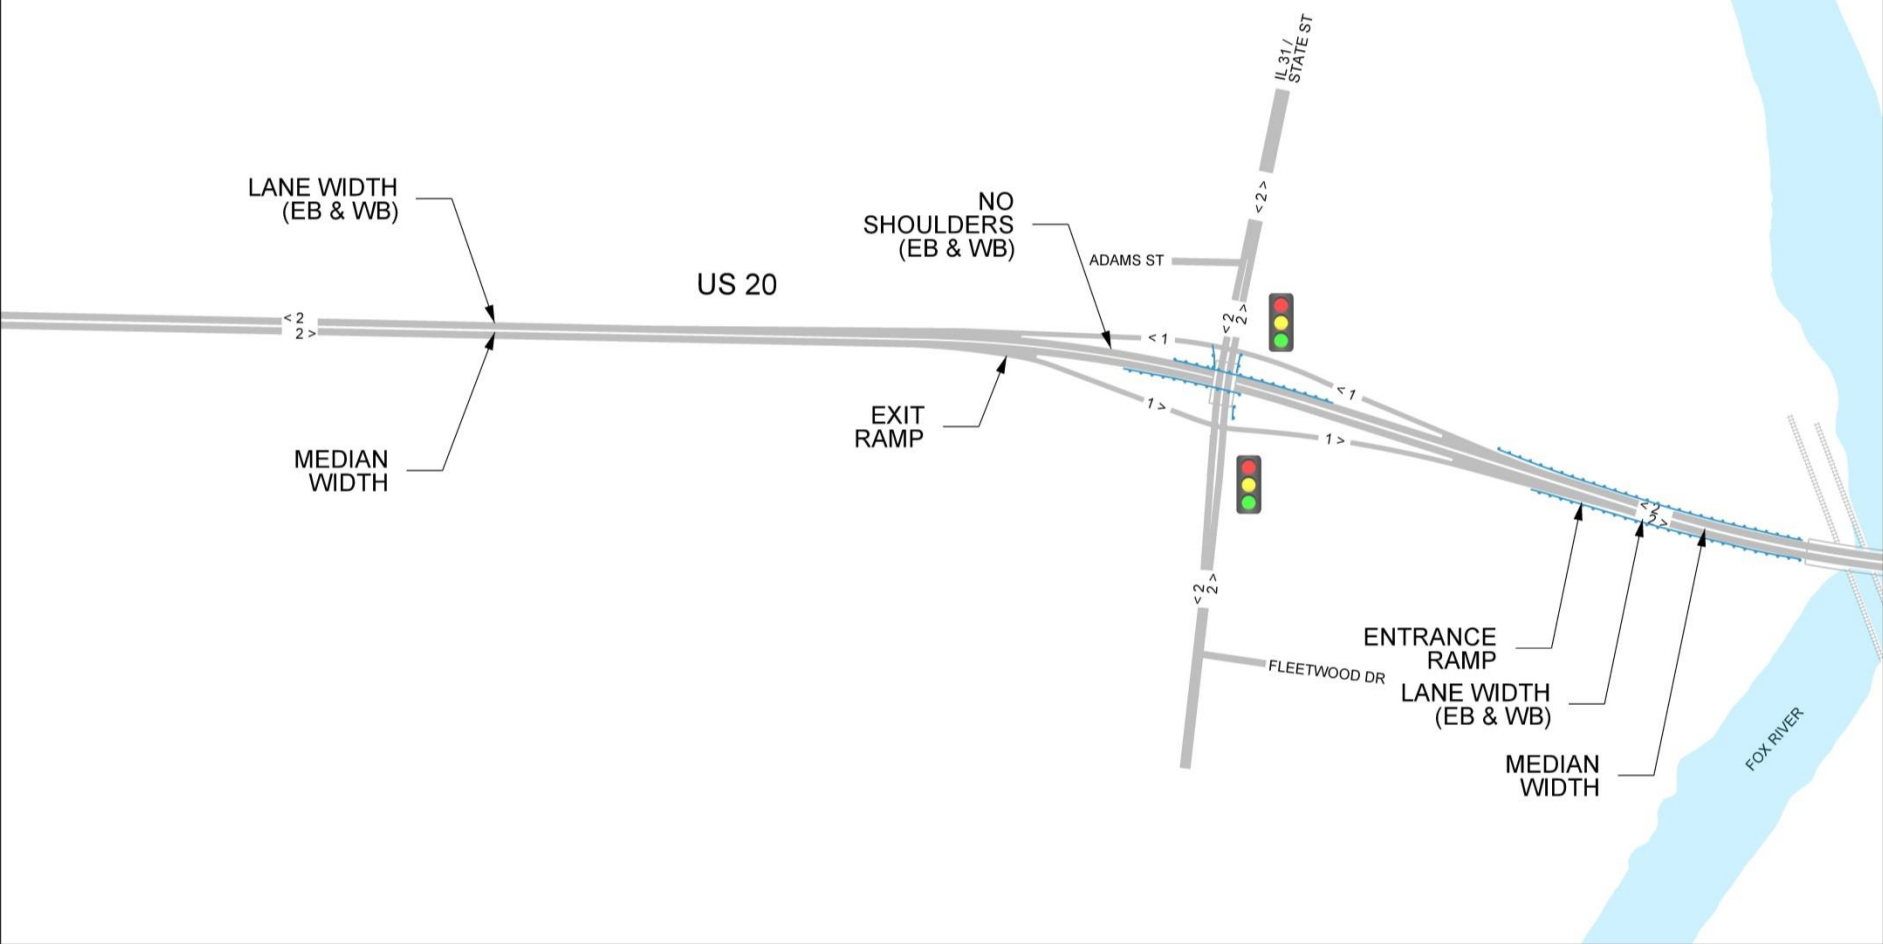 IL 31 /
STATE ST
LANE WIDTH
(EB & WB)
NO
SHOULDERS
(EB & WB)
< 2 >
ADAMS ST
US 20
< 2
2 >
< 2
2 >
< 1
< 1
EXIT
RAMP
1 >
1 >
MEDIAN
WIDTH
< 2
2 >
< 2
2 >
ENTRANCE
RAMP
FLEETWOOD DR
LANE WIDTH
(EB & WB)
FOX RIVER
MEDIAN
WIDTH